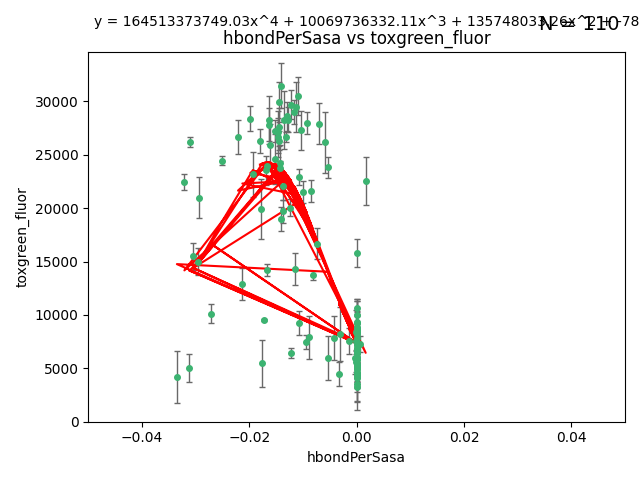 y = 164513373749.03x^4 + 10069736332.11x^3 + 135748033.26x^2 + -78
N = 110
hbondPerSasa vs toxgreen_fluor
30000
25000
20000
15000
10000
5000
0
toxgreen_fluor
-0.04
-0.02
0.00
0.02
0.04
hbondPerSasa